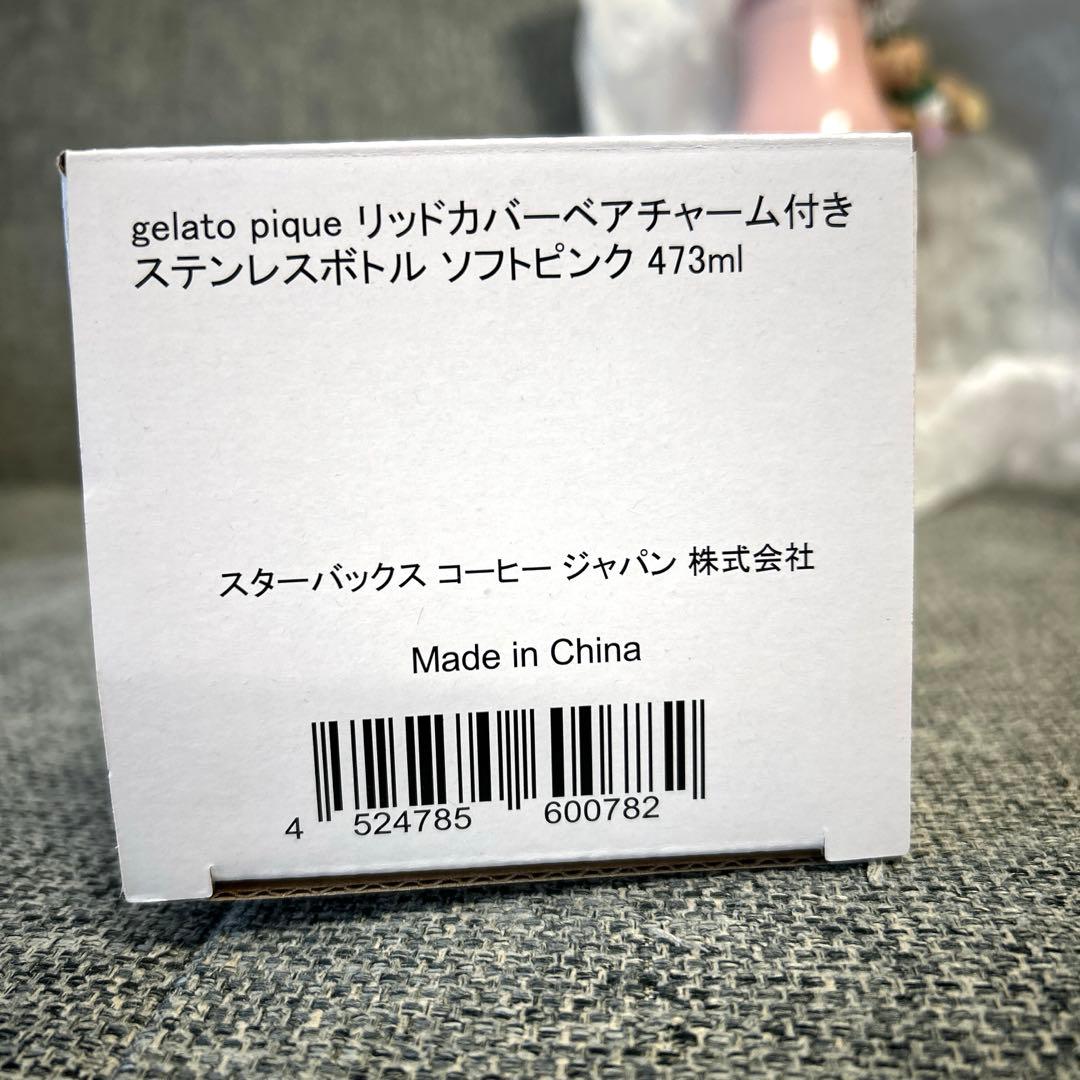 gelato pique リッドカバーベアチャーム付き
ステンレスボトル ソフトピンク 473ml
スターバックス コーヒー ジャパン 株式会社
Made in China
4 524785 600782